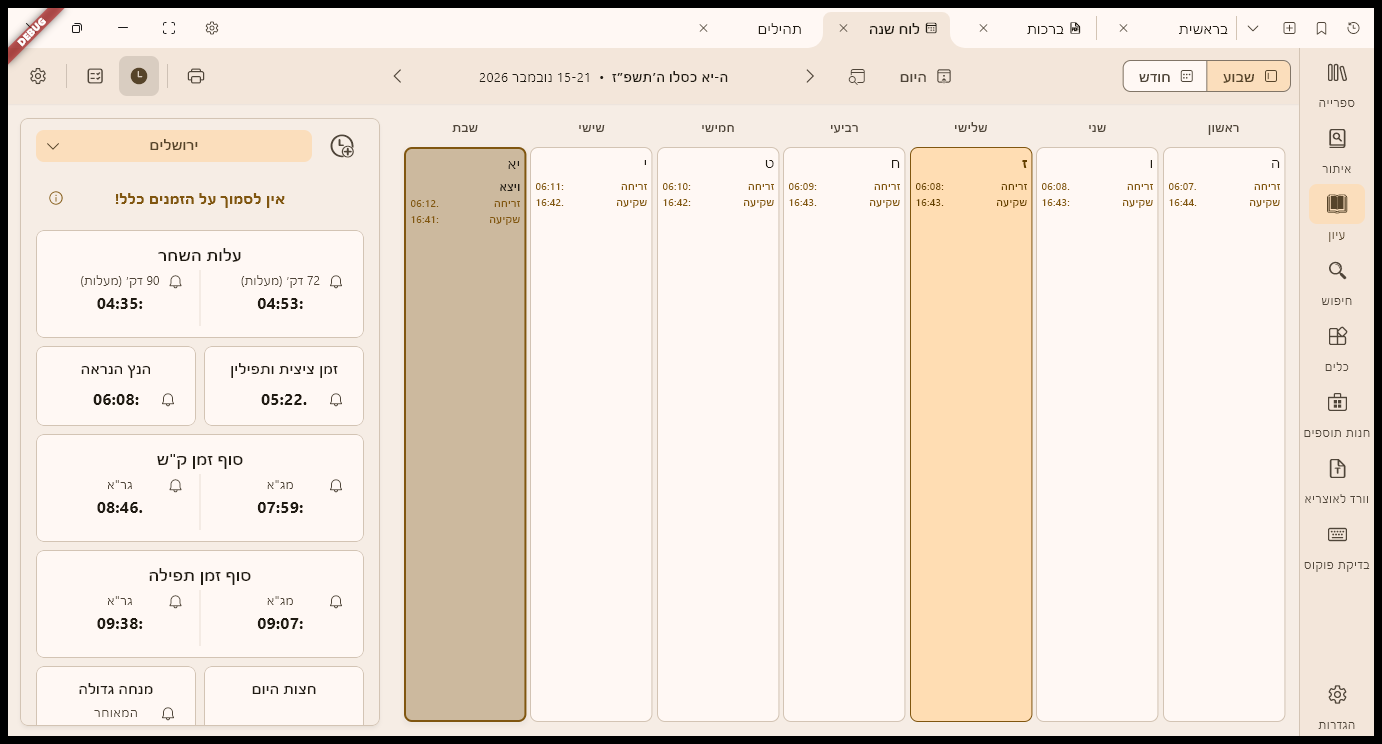 DEBUG
בראשית
ברכות
לוח שנה
תהילים
שבוע
חודש
היום
ה-יא כסלו ה'תשפ"ז • 15-21 נובמבר 2026
ספרייה
איתור
עיון
חיפוש
כלים
חנות תוספים
וורד לאוצריא
בדיקת פוקוס
הגדרות
ראשון
שני
שלישי
רביעי
חמישי
שישי
שבת
ה
זריחה 06:07.
שקיעה 16:44.
ו
זריחה 06:08.
שקיעה 16:43:
ז
זריחה 06:08:
שקיעה 16:43.
ח
זריחה 06:09:
שקיעה 16:43.
ט
זריחה 06:10:
שקיעה 16:42:
י
זריחה 06:11:
שקיעה 16:42.
יא
ויצא
זריחה 06:12.
שקיעה 16:41:
ירושלים
אין לסמוך על הזמנים כלל!
עלות השחר
72 דק' (מעלות)
04:53:
90 דק' (מעלות)
04:35:
זמן ציצית ותפילין
05:22.
הנץ הנראה
06:08:
סוף זמן ק"ש
מג"א
07:59:
גר"א
08:46.
סוף זמן תפילה
מג"א
09:07:
גר"א
09:38:
חצות היום
מנחה גדולה
המאוחר